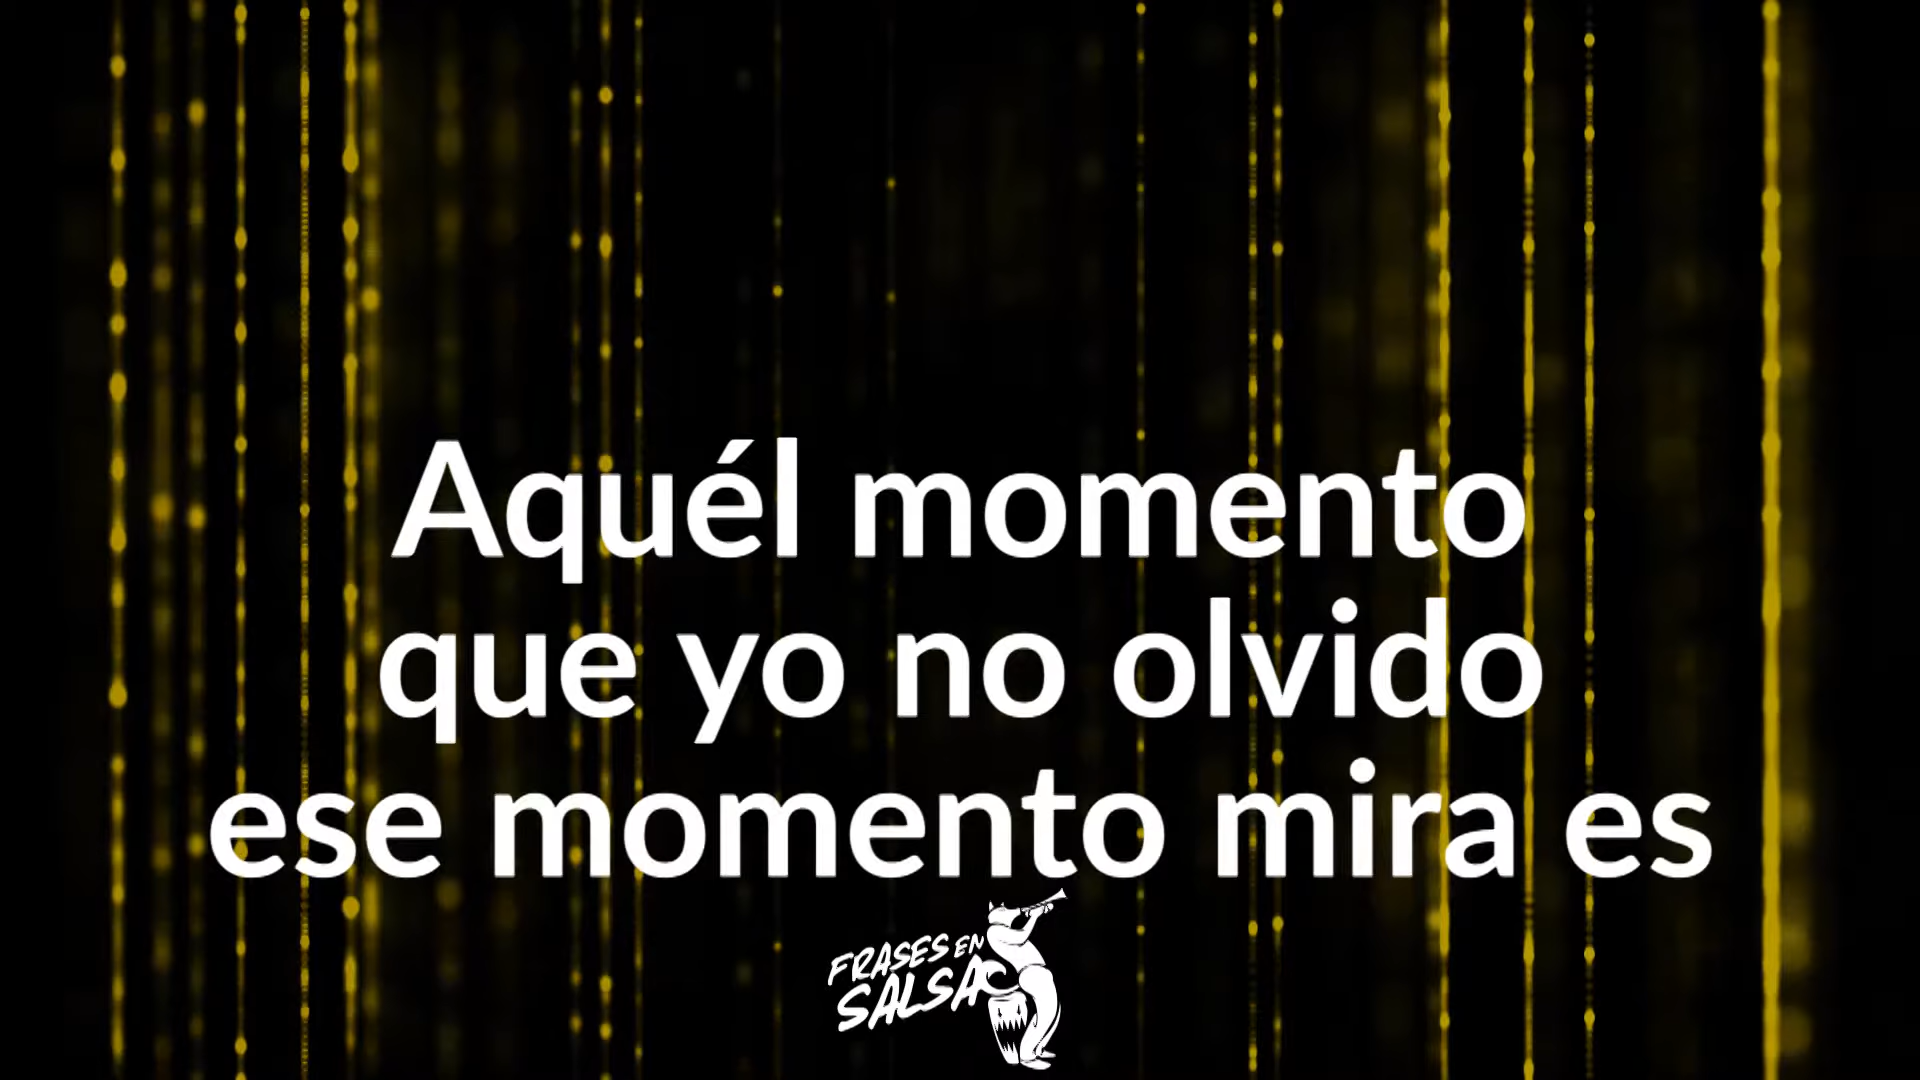 Aquél momento
que yo no olvido
ese momento mira es
FRASES EN
SALSA